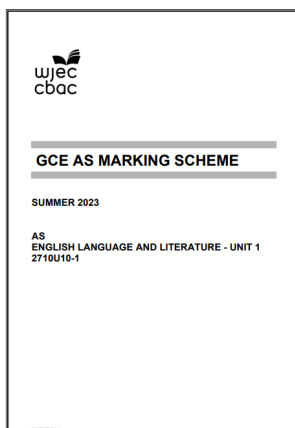 wjec
cbac
GCE AS MARKING SCHEME
SUMMER 2023
AS
ENGLISH LANGUAGE AND LITERATURE - UNIT 1
2710U10-1